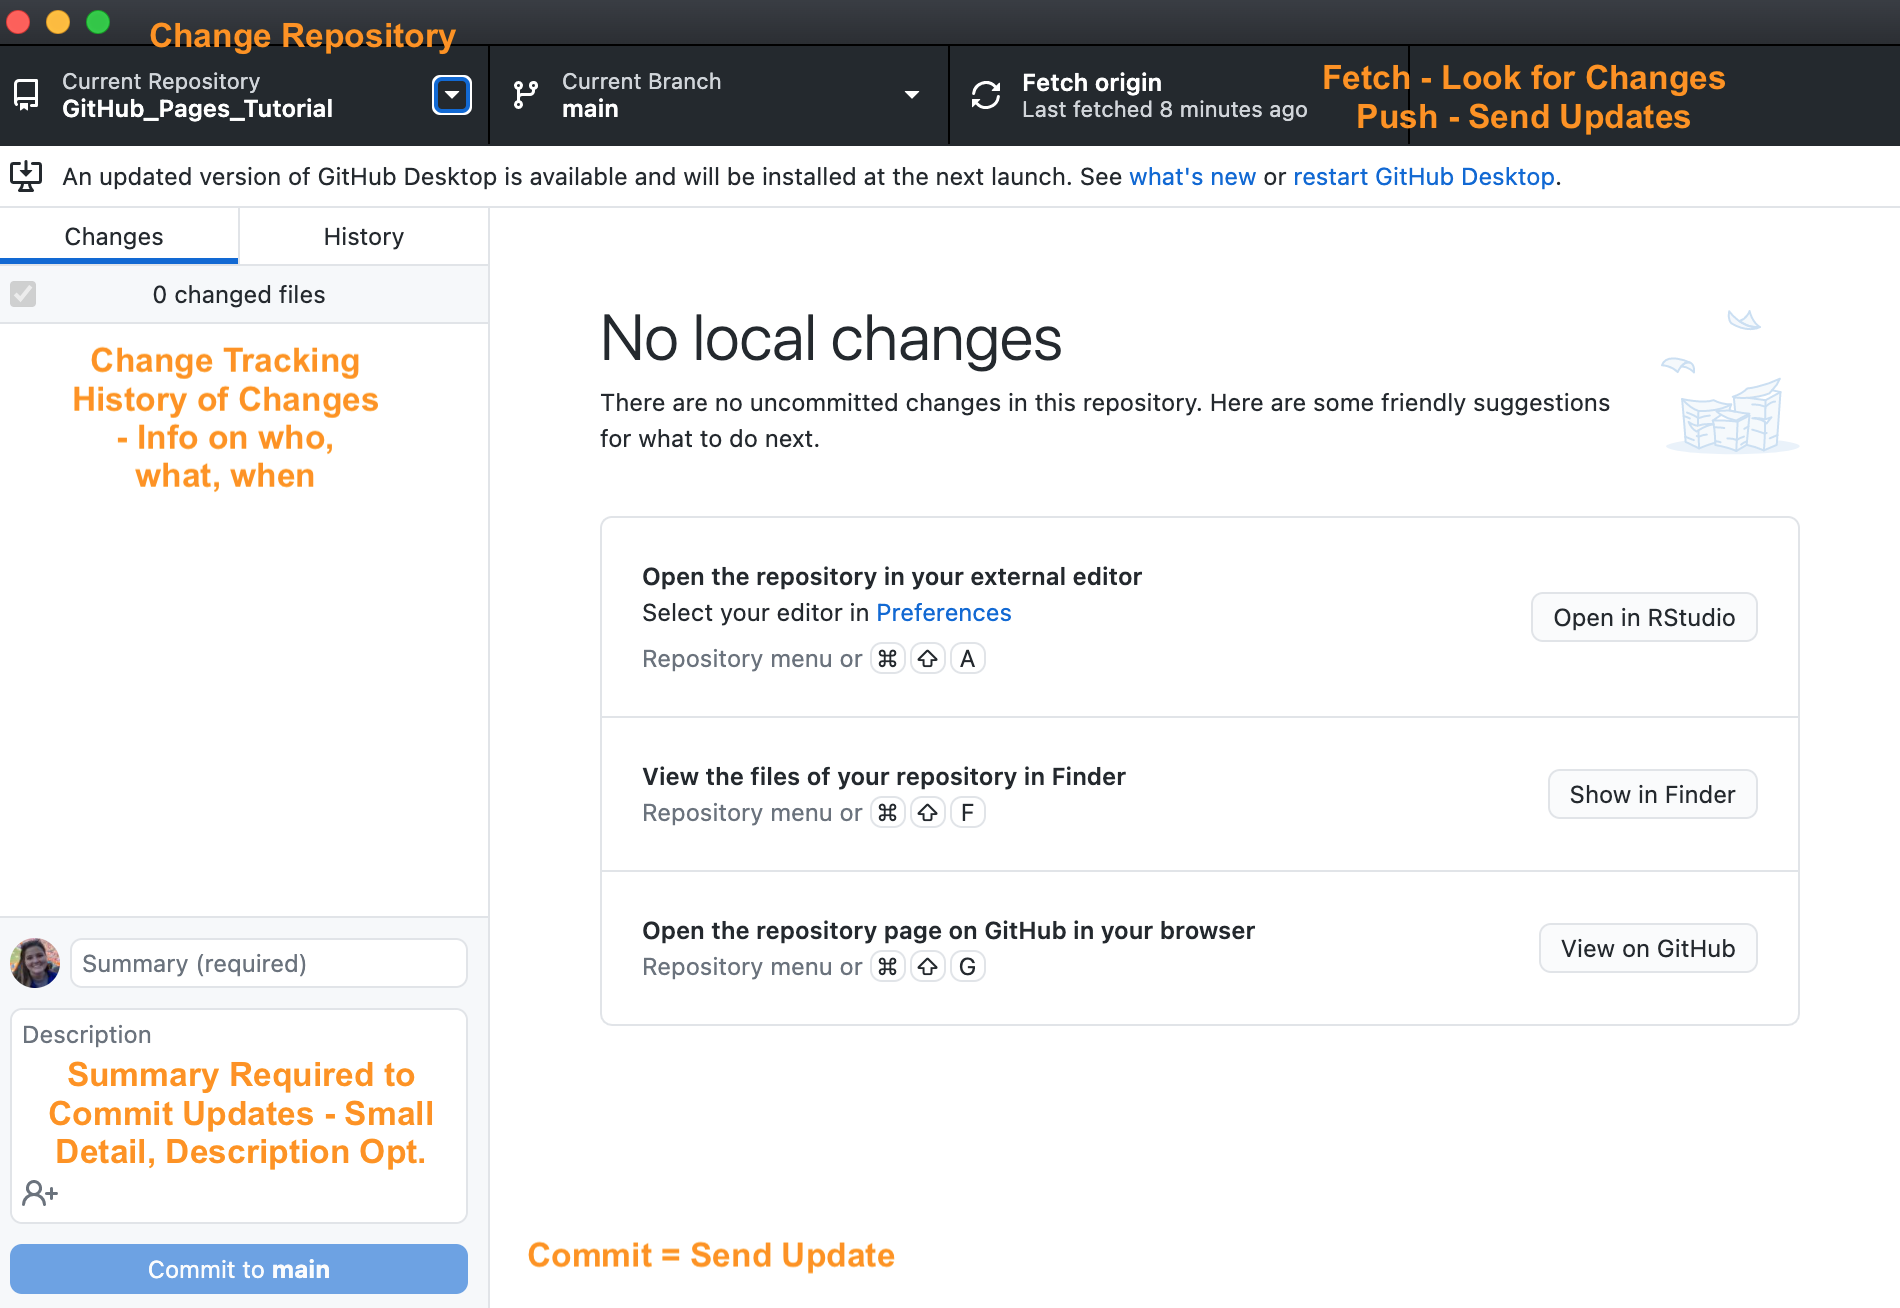 Change Repository
Current Repository
GitHub_Pages_Tutorial
Current Branch
main
Fetch origin
Last fetched 8 minutes ago
Fetch - Look for Changes
Push - Send Updates
An updated version of GitHub Desktop is available and will be installed at the next launch. See what's new or restart GitHub Desktop.
Changes
History
0 changed files
Change Tracking
History of Changes
- Info on who,
what, when
No local changes
There are no uncommitted changes in this repository. Here are some friendly suggestions
for what to do next.
Open the repository in your external editor
Select your editor in Preferences
Repository menu or ⌘ ⇧ A
Open in RStudio
View the files of your repository in Finder
Repository menu or ⌘ ⇧ F
Show in Finder
Open the repository page on GitHub in your browser
Repository menu or ⌘ ⇧ G
View on GitHub
Summary (required)
Description
Summary Required to
Commit Updates - Small
Detail, Description Opt.
Commit to main
Commit = Send Update